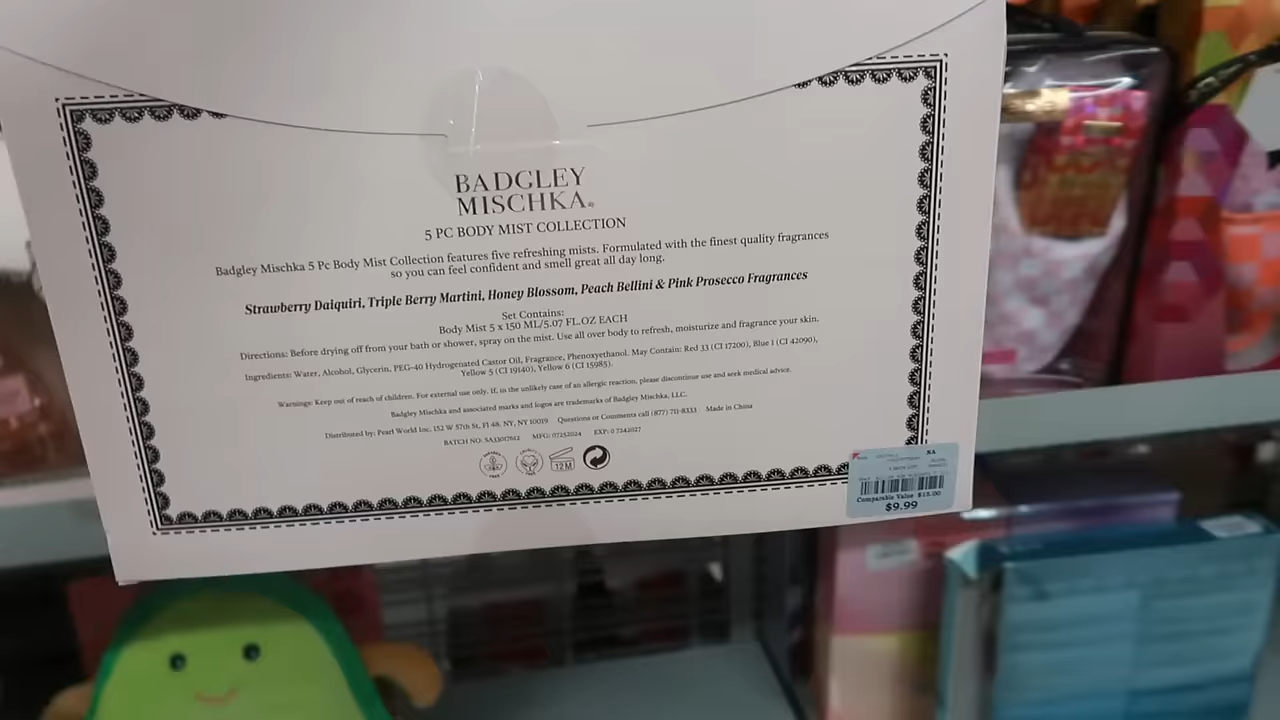 BADGLEY
MISCHKA®
5 PC BODY MIST COLLECTION
Badgley Mischka 5 Pc Body Mist Collection features five refreshing mists. Formulated with the finest quality fragrances
so you can feel confident and smell great all day long.
Strawberry Daiquiri, Triple Berry Martini, Honey Blossom, Peach Bellini & Pink Prosecco Fragrances
Set Contains:
Body Mist 5 x 150 ML/5.07 FL.OZ EACH
Directions: Before drying off from your bath or shower, spray on the mist. Use all over body to refresh, moisturize and fragrance your skin.
Ingredients: Water, Alcohol, Glycerin, PEG-40 Hydrogenated Castor Oil, Fragrance, Phenoxyethanol. May Contain: Red 33 (CI 17200), Blue 1 (CI 42090),
Yellow 5 (CI 19140), Yellow 6 (CI 15985).
Warnings: Keep out of reach of children. For external use only. If, in the unlikely case of an allergic reaction, please discontinue use and seek medical advice.
Badgley Mischka and associated marks and logos are trademarks of Badgley Mischka, LLC.
Distributed by: Pearl World Inc. 152 W 57th St, Fl 48, NY, NY 10019 Questions or Comments call (877) 711-8333 Made in China
BATCH NO: MFG: 07252024 EXP:
12M
Comparable Value $15.00
$9.99